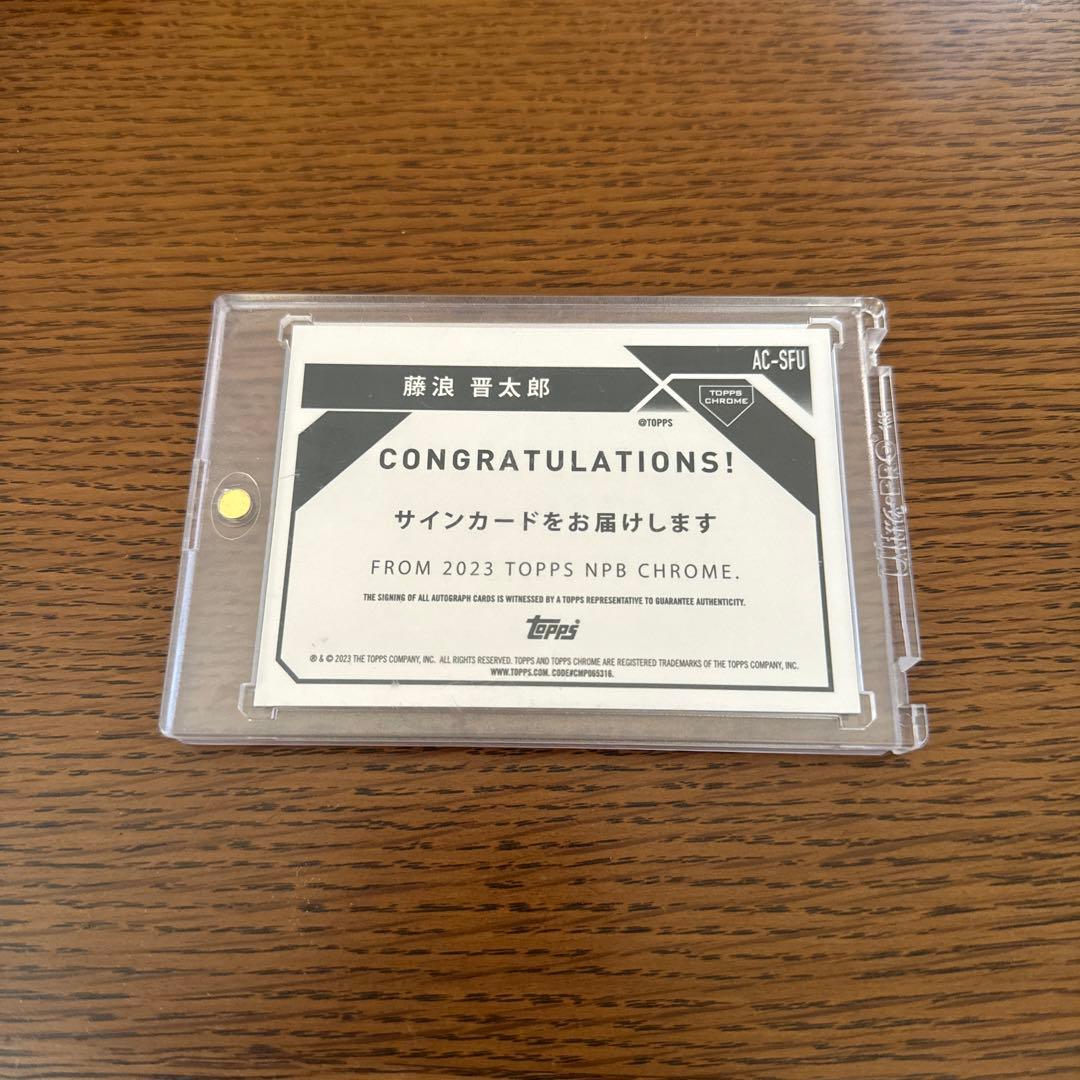 AC-SFU
藤浪 晋太郎
TOPPS
CHROME
@TOPPS
CONGRATULATIONS!
サインカードをお届けします
FROM 2023 TOPPS NPB CHROME.
THE SIGNING OF ALL AUTOGRAPH CARDS IS WITNESSED BY A TOPPS REPRESENTATIVE TO GUARANTEE AUTHENTICITY.
topps
® & © 2023 THE TOPPS COMPANY, INC. ALL RIGHTS RESERVED. TOPPS AND TOPPS CHROME ARE REGISTERED TRADEMARKS OF THE TOPPS COMPANY, INC.
WWW.TOPPS.COM. CODE#CMP065316.